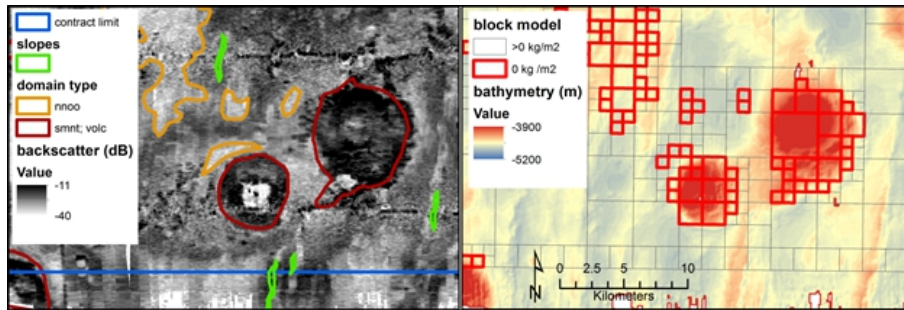 contract limit
slopes
domain type
nnoo
smnt; volc
backscatter (dB)
Value
-11
-40
block model
>0 kg/m2
0 kg /m2
bathymetry (m)
Value
-3900
-5200
N
0 2.5 5 10
Kilometers